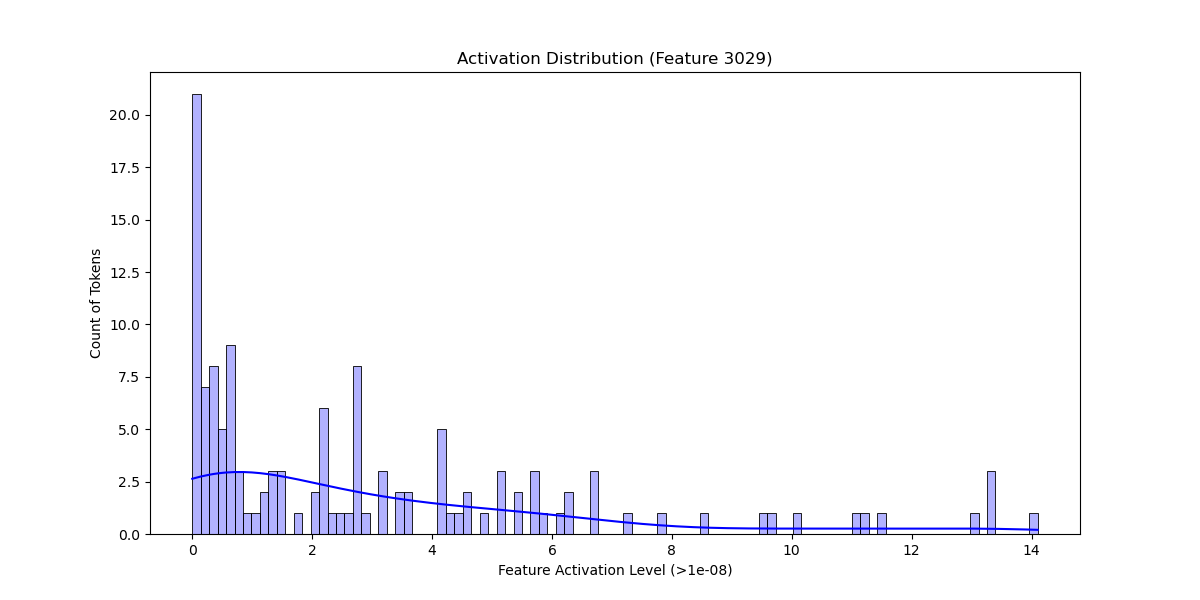 Activation Distribution (Feature 3029)
20.0
17.5
15.0
12.5
10.0
7.5
5.0
2.5
0.0
Count of Tokens
0 2 4 6 8 10 12 14
Feature Activation Level (>1e-08)